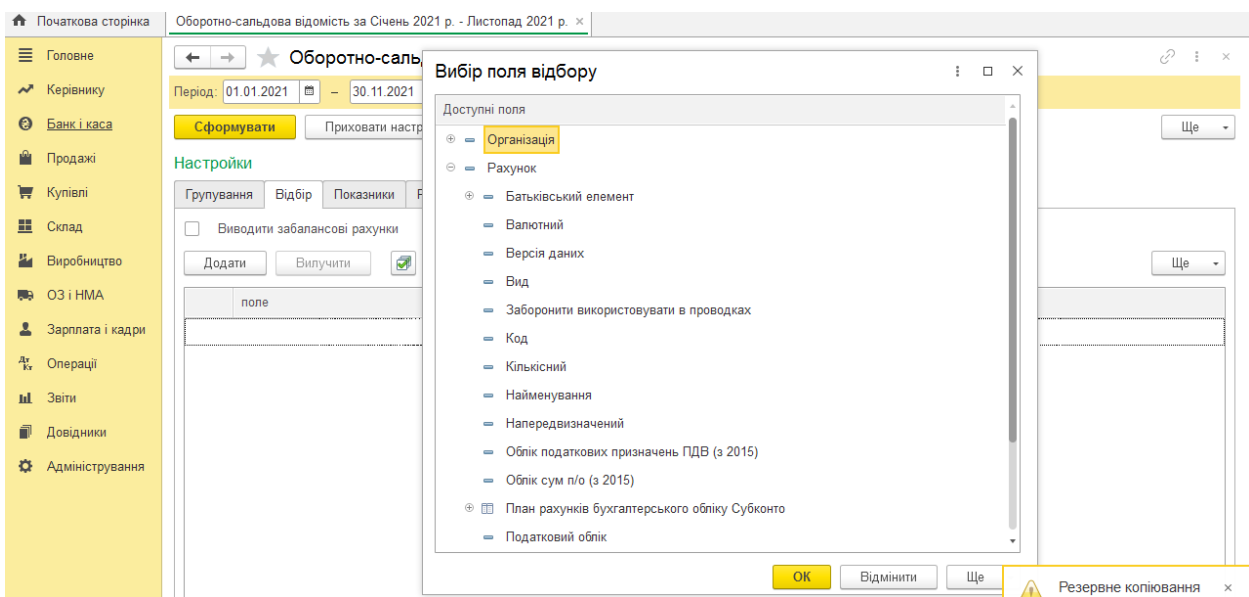 Початкова сторінка
Оборотно-сальдова відомість за Січень 2021 р. - Листопад 2021 р. ×
Головне
Керівнику
Банк і каса
Продажі
Купівлі
Склад
Виробництво
ОЗ і НМА
Зарплата і кадри
Дт Кт Операції
Звіти
Довідники
Адміністрування
Оборотно-саль
Період: 01.01.2021 – 30.11.2021
Сформувати
Приховати настр
Ще
Настройки
Групування
Відбір
Показники
Виводити забалансові рахунки
Додати
Вилучити
Ще
поле
Вибір поля відбору
Доступні поля
Організація
Рахунок
Батьківський елемент
Валютний
Версія даних
Вид
Заборонити використовувати в проводках
Код
Кількісний
Найменування
Напередвизначений
Облік податкових призначень ПДВ (з 2015)
Облік сум п/о (з 2015)
План рахунків бухгалтерського обліку Субконто
Податковий облік
ОК
Відмінити
Ще
Резервне копіювання ×